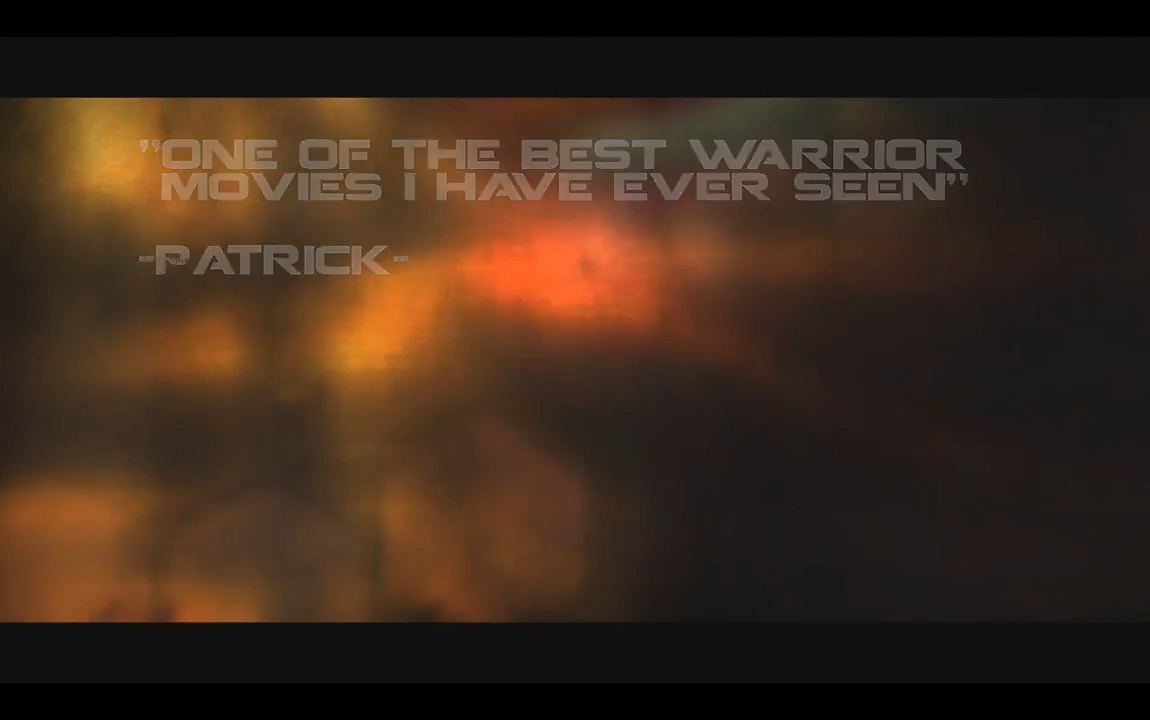 "ONE OF THE BEST WARRIOR
MOVIES I HAVE EVER SEEN"
-PATRICK-